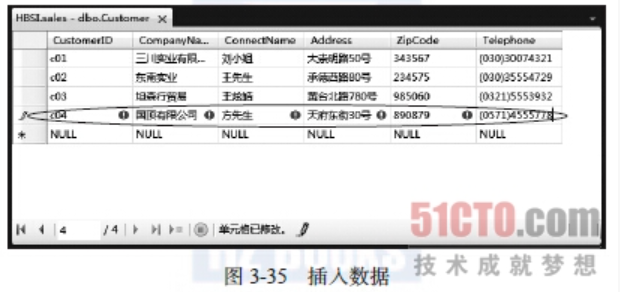 HBSI.sales - dbo.Customer
CustomerID CompanyNa... ConnectName Address ZipCode Telephone
c01 三川实业有限... 刘小姐 大崇明路50号 343567 (030)30074321
c02 东南实业 王先生 承德西路80号 234575 (030)35554729
c03 坦森行贸易 王炫皓 黄台北路780号 985060 (0321)5553932
c04 国顶有限公司 方先生 天府东街30号 890879 (0571)4555778
NULL NULL NULL NULL NULL NULL
4 / 4 单元格已修改。
51CTO.com
技术成就梦想
图 3-35 插入数据